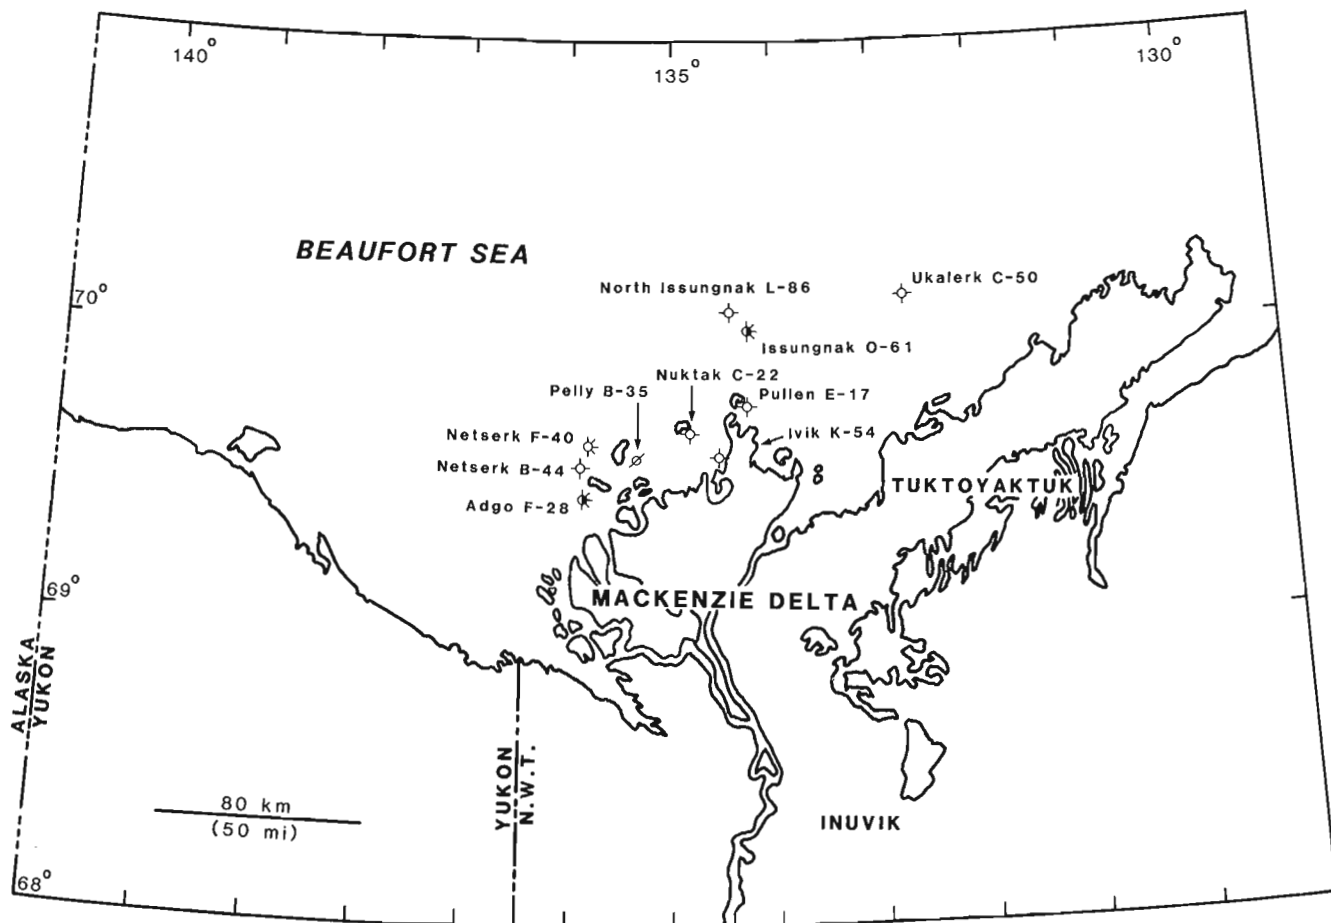 140°
135°
130°
BEAUFORT SEA
70°
North Issungnak L-86
Ukalerk C-50
Issungnak O-61
Nuktak C-22
Pelly B-35
Pullen E-17
Netserk F-40
Ivik K-54
Netserk B-44
Adgo F-28
TUKTOYAKTUK
69°
MACKENZIE DELTA
ALASKA
YUKON
YUKON
N.W.T.
80 km
(50 mi)
INUVIK
68°